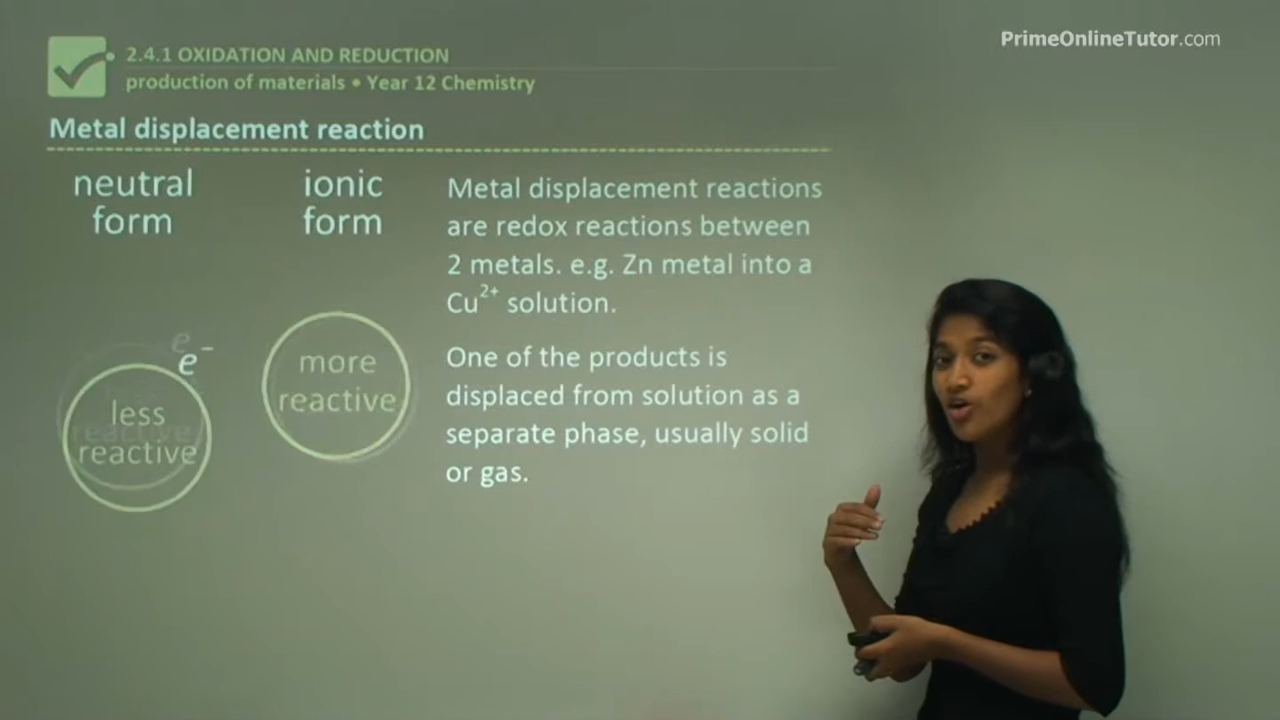 PrimeOnlineTutor.com
2.4.1 OXIDATION AND REDUCTION
production of materials • Year 12 Chemistry
Metal displacement reaction
neutral
form
ionic
form
e⁻
less
reactive
more
reactive
Metal displacement reactions
are redox reactions between
2 metals. e.g. Zn metal into a
Cu²⁺ solution.
One of the products is
displaced from solution as a
separate phase, usually solid
or gas.